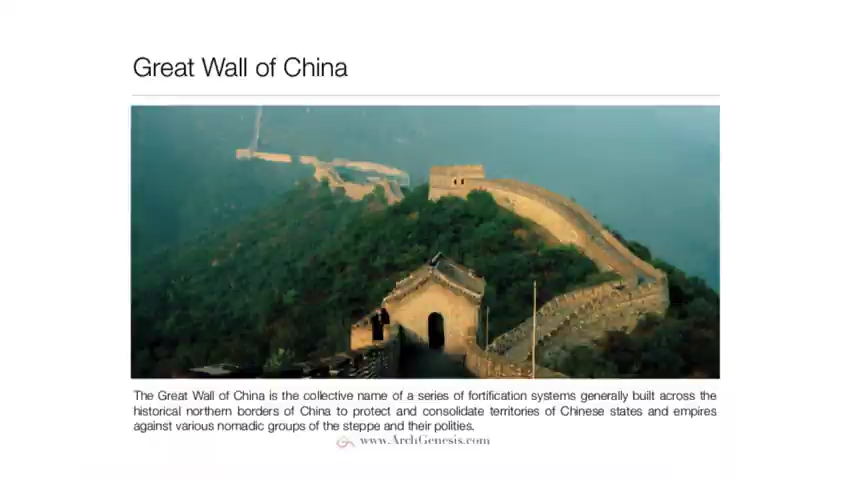 Great Wall of China
The Great Wall of China is the collective name of a series of fortification systems generally built across the
historical northern borders of China to protect and consolidate territories of Chinese states and empires
against various nomadic groups of the steppe and their polities.
www.ArchGenesis.com